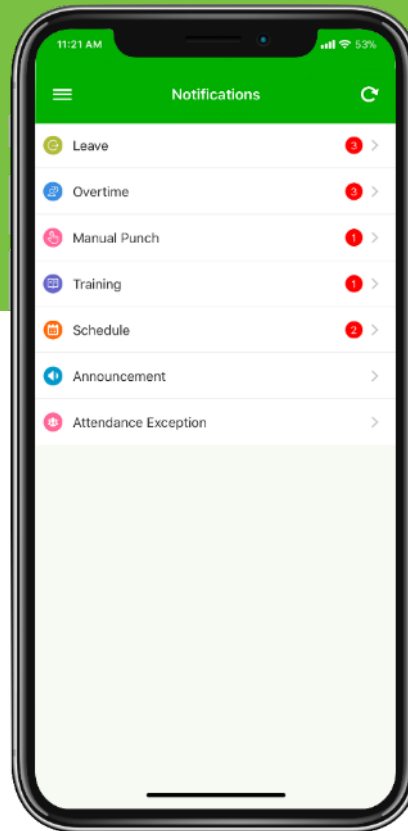 11:21 AM 53%
Notifications
Leave 3
Overtime 3
Manual Punch 1
Training 1
Schedule 2
Announcement
Attendance Exception